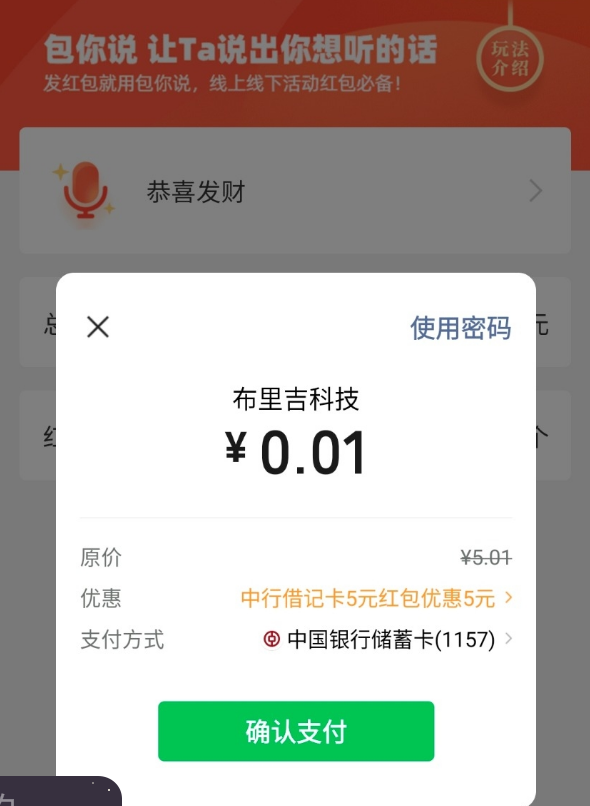 包你说 让Ta说出你想听的话
发红包就用包你说，线上线下活动红包必备！
玩法
介绍
恭喜发财
元
使用密码
布里吉科技
¥0.01
个
原价 ¥5.01
优惠 中行借记卡5元红包优惠5元
支付方式 中国银行储蓄卡(1157)
确认支付